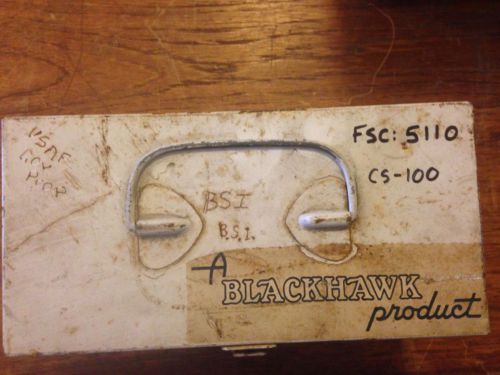 USAF
FSC: 5110
CS-100
BSI
B.S.I.
A
BLACKHAWK
product